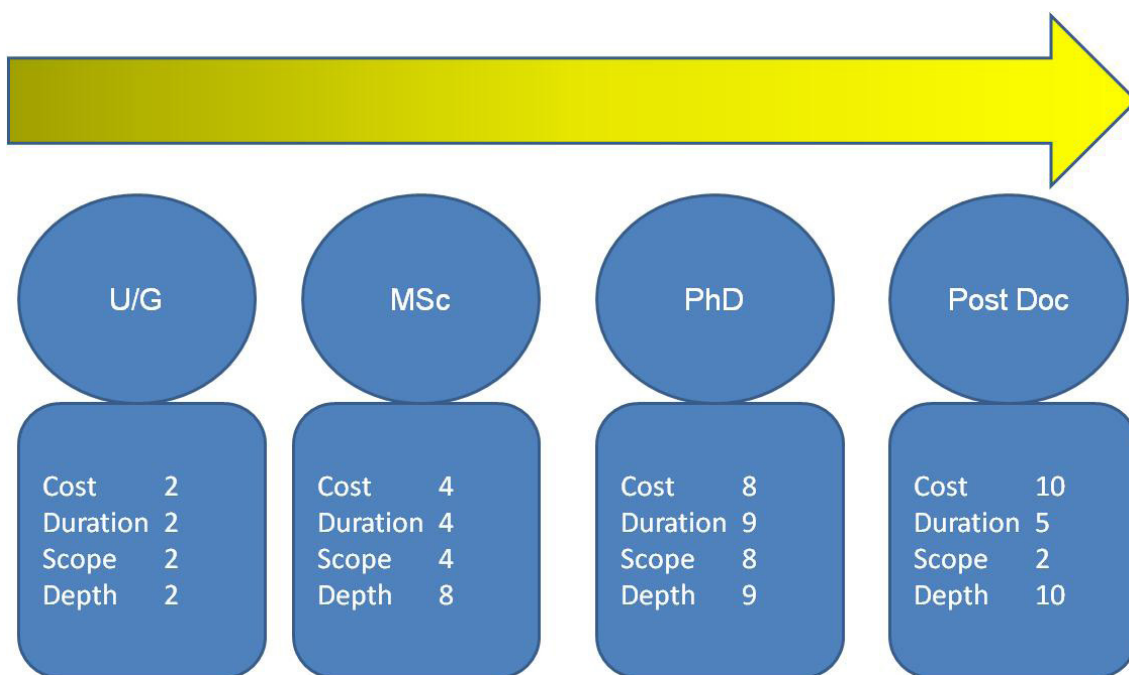 U/G
Cost 2
Duration 2
Scope 2
Depth 2
MSc
Cost 4
Duration 4
Scope 4
Depth 8
PhD
Cost 8
Duration 9
Scope 8
Depth 9
Post Doc
Cost 10
Duration 5
Scope 2
Depth 10